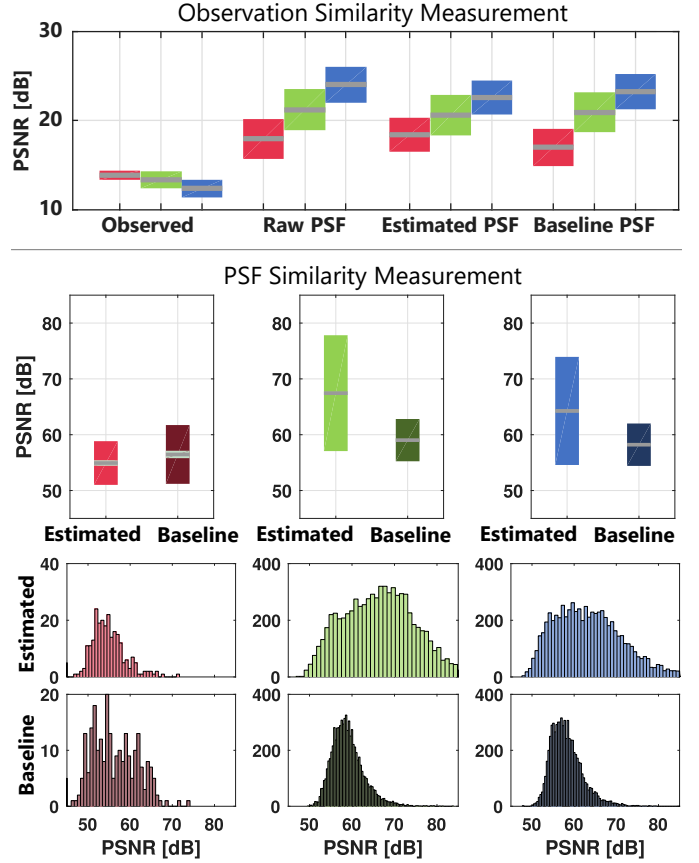 Observation Similarity Measurement
30
20
10
PSNR [dB]
Observed Raw PSF Estimated PSF Baseline PSF
PSF Similarity Measurement
80 80 80
70 70 70
60 60 60
50 50 50
PSNR [dB]
Estimated Baseline Estimated Baseline Estimated Baseline
40 400 400
20 200 200
0 0 0
Estimated
20 400 400
10 200 200
0 0 0
Baseline
50 60 70 80 50 60 70 80 50 60 70 80
PSNR [dB] PSNR [dB] PSNR [dB]